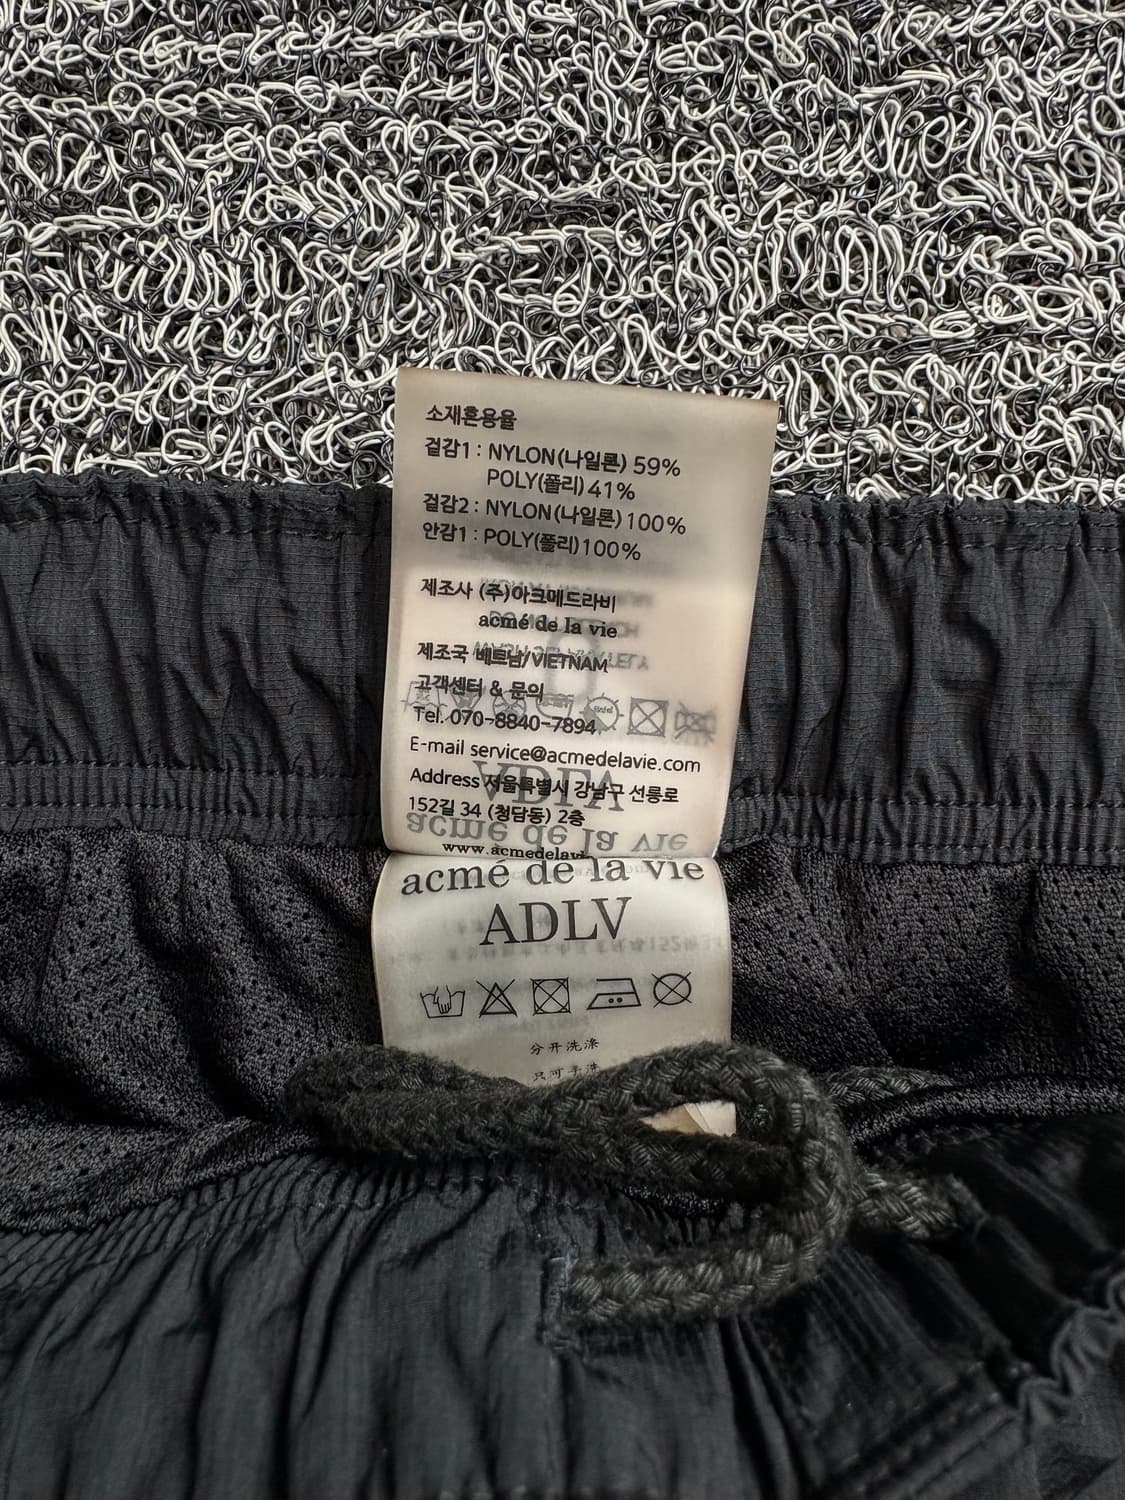 소재혼용율
겉감1 : NYLON(나일론) 59%
POLY(폴리) 41%
겉감2 : NYLON(나일론) 100%
안감1 : POLY(폴리) 100%
제조사 (주)아크메드라비
acmé de la vie
제조국 베트남/VIETNAM
고객센터 & 문의
Tel. 070-8840-7894
E-mail service@acmedelavie.com
Address 서울특별시 강남구 선릉로
152길 34 (청담동) 2층
acmé de la vie
ADLV
分开洗涤
只可手洗